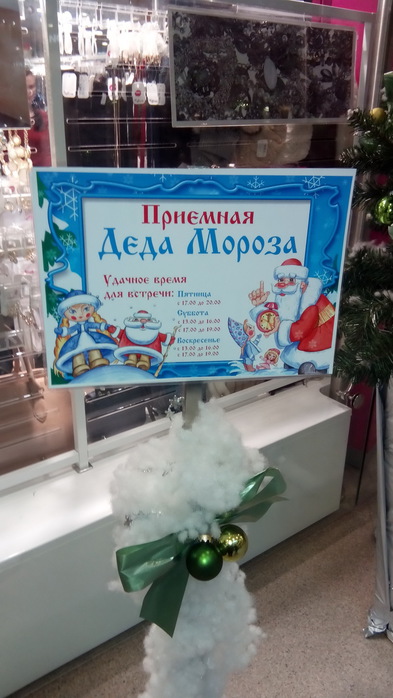 Приемная
Деда Мороза
Удачное время
для встречи:
Пятница
с 17.00 до 20.00
Суббота
с 13.00 до 16.00
с 17.00 до 19.00
Воскресенье
с 13.00 до 16.00
с 17.00 до 19.00